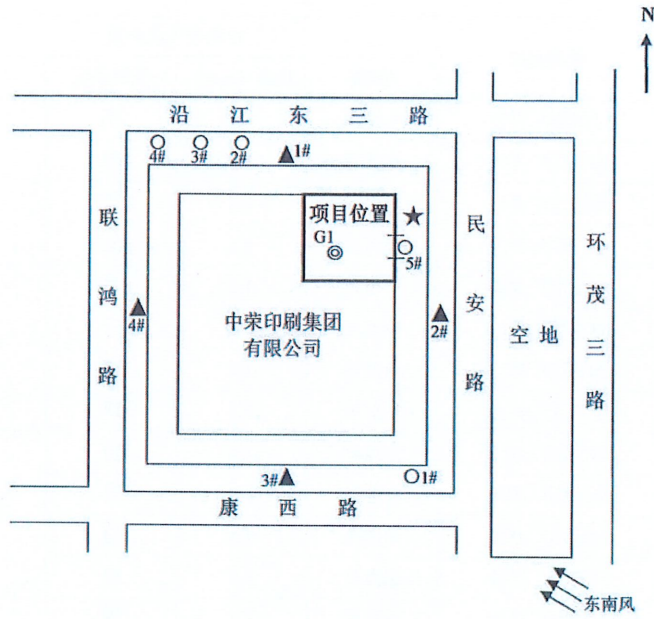 N
沿江东三路
4#
3#
2#
1#
联鸿路
项目位置
G1
5#
民安路
环茂三路
4#
中荣印刷集团
有限公司
2#
空地
3#
1#
康西路
东南风